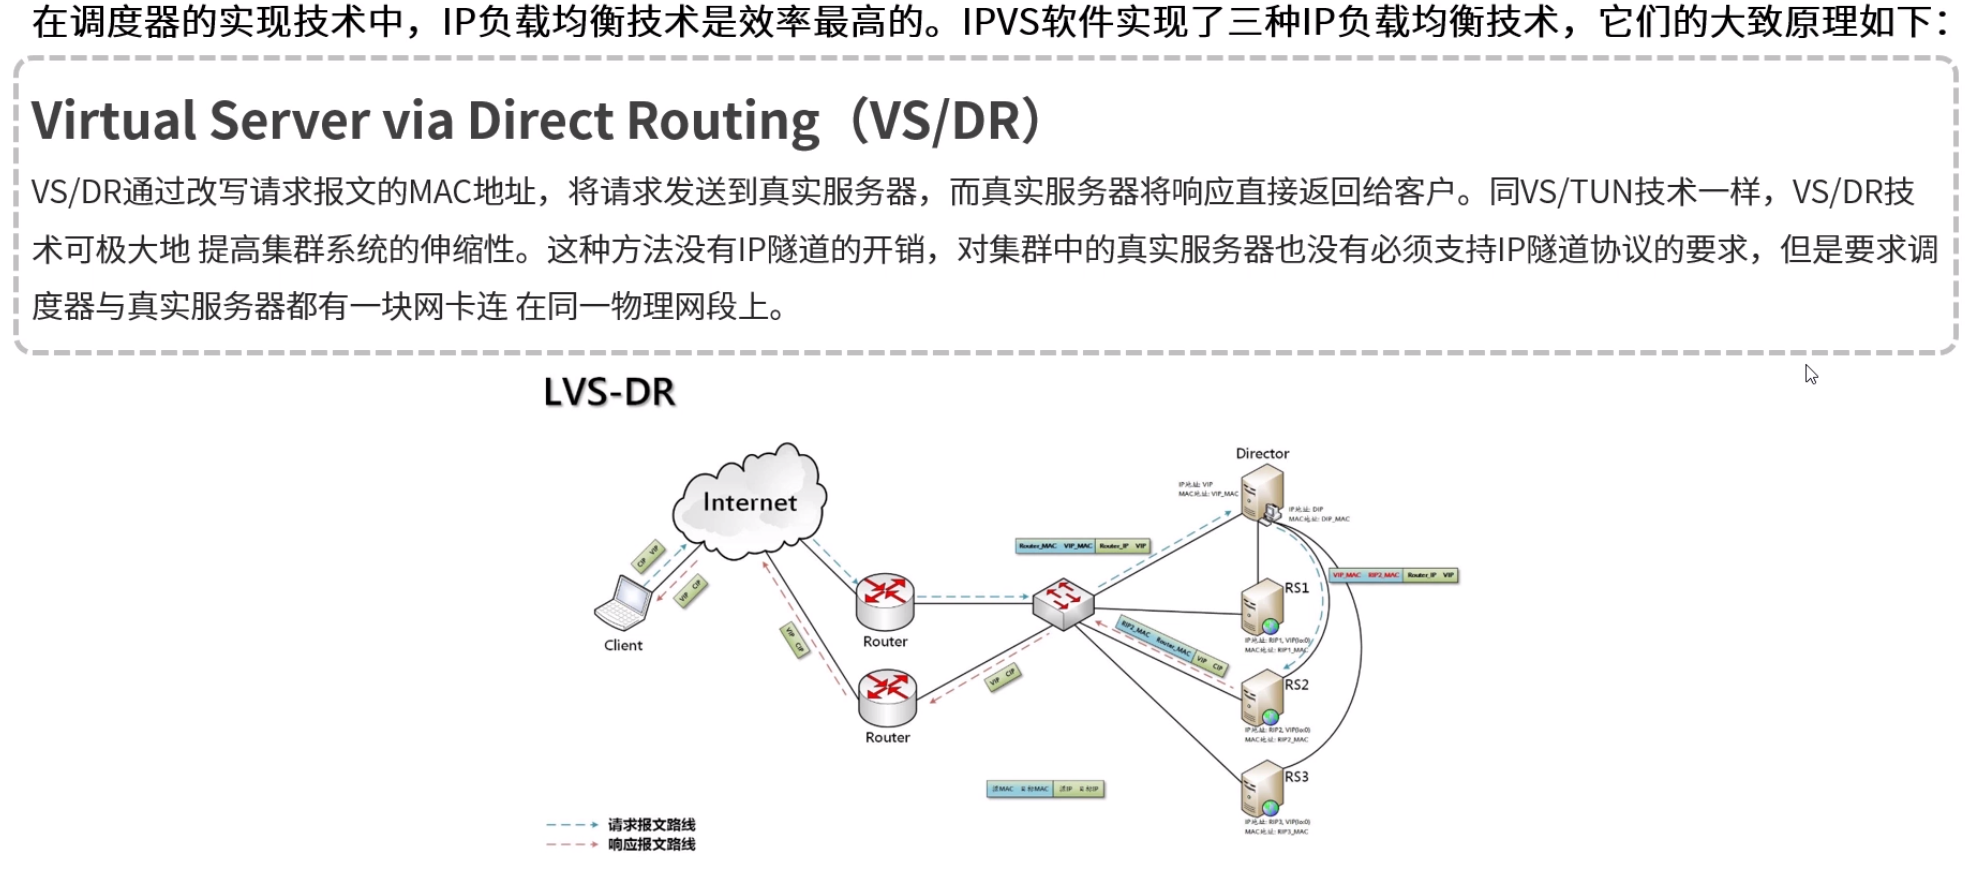 在调度器的实现技术中，IP负载均衡技术是效率最高的。IPVS软件实现了三种IP负载均衡技术，它们的大致原理如下：
Virtual Server via Direct Routing（VS/DR）
VS/DR通过改写请求报文的MAC地址，将请求发送到真实服务器，而真实服务器将响应直接返回给客户。同VS/TUN技术一样，VS/DR技
术可极大地 提高集群系统的伸缩性。这种方法没有IP隧道的开销，对集群中的真实服务器也没有必须支持IP隧道协议的要求，但是要求调
度器与真实服务器都有一块网卡连 在同一物理网段上。
LVS-DR
Director
IP地址: VIP
MAC地址: VIP_MAC
Internet
IP地址: DIP
MAC地址: DIP_MAC
CIP VIP
Router_MAC VIP_MAC Router_IP VIP
VIP_MAC RIP2_MAC Router_IP VIP
VIP CIP
RS1
Client
Router
VIP CIP
RIP2_MAC Router_MAC VIP CIP
IP地址: RIP1, VIP(lo:0)
MAC地址: RIP1_MAC
VIP CIP
RS2
Router
IP地址: RIP2, VIP(lo:0)
MAC地址: RIP2_MAC
RS3
源MAC 目标MAC 源IP 目标IP
IP地址: RIP3, VIP(lo:0)
MAC地址: RIP3_MAC
请求报文路线
响应报文路线